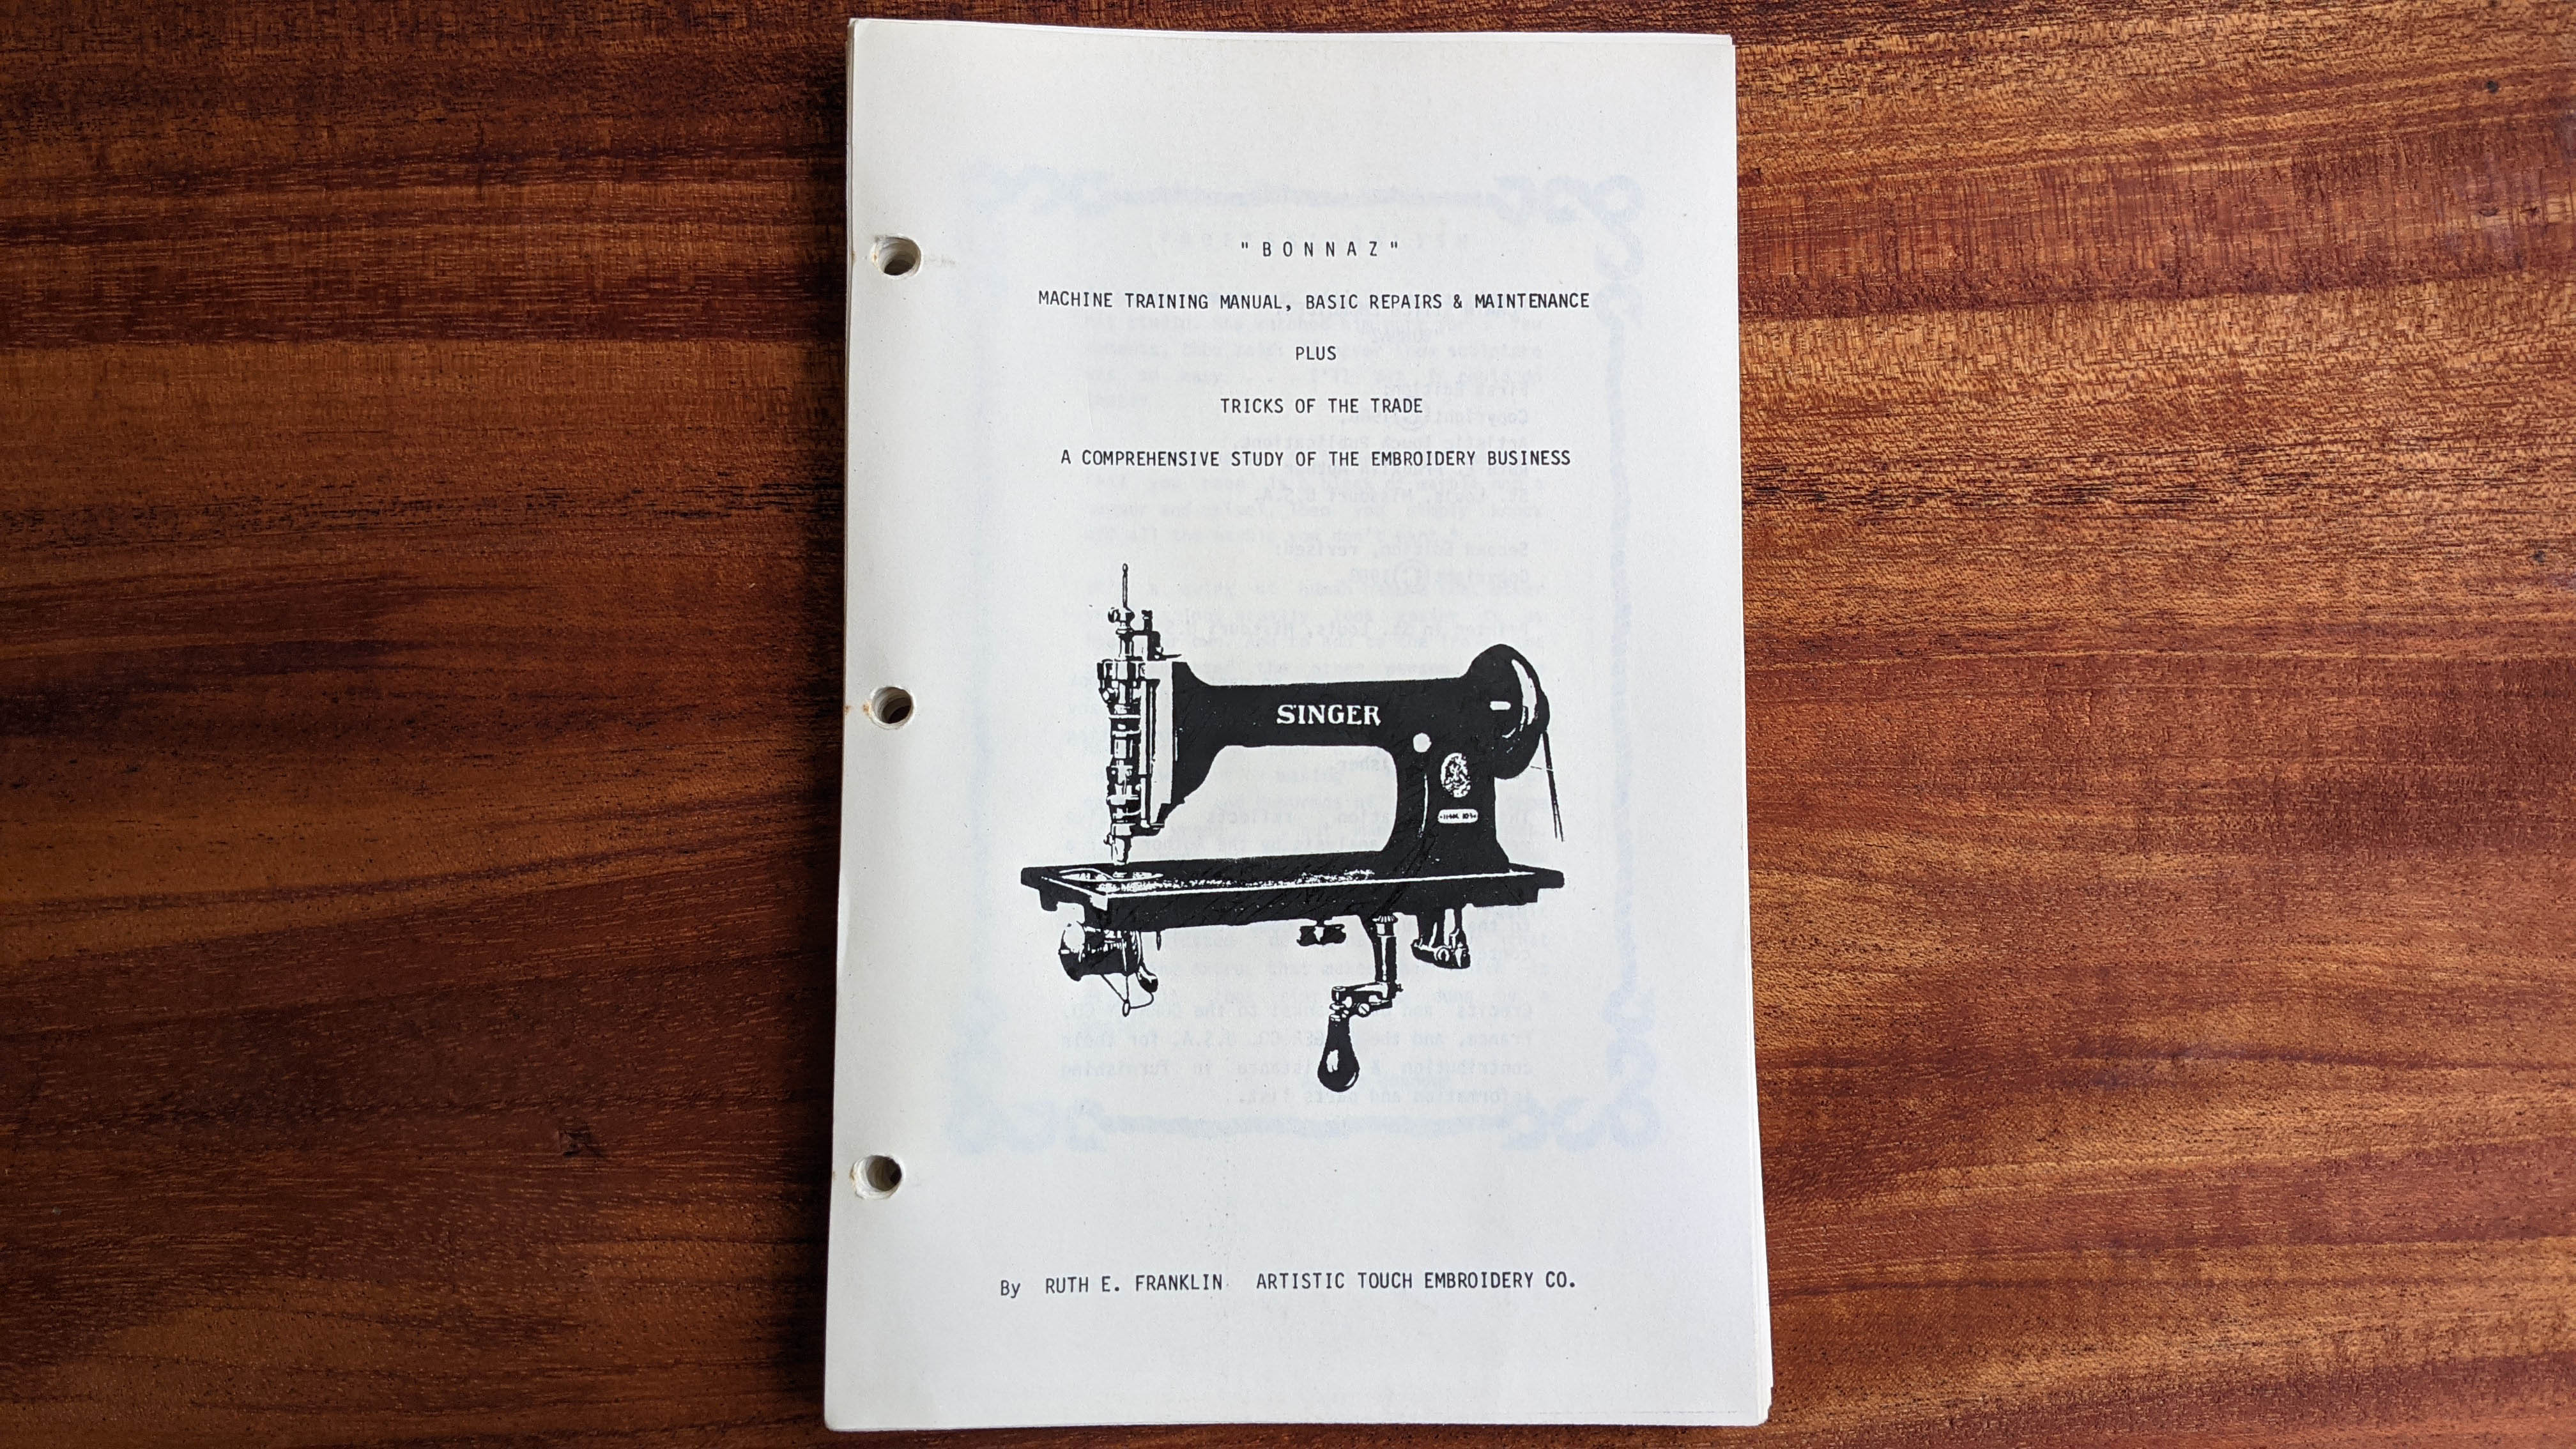 "BONNAZ"
MACHINE TRAINING MANUAL, BASIC REPAIRS & MAINTENANCE
PLUS
TRICKS OF THE TRADE
A COMPREHENSIVE STUDY OF THE EMBROIDERY BUSINESS
SINGER
By RUTH E. FRANKLIN ARTISTIC TOUCH EMBROIDERY CO.